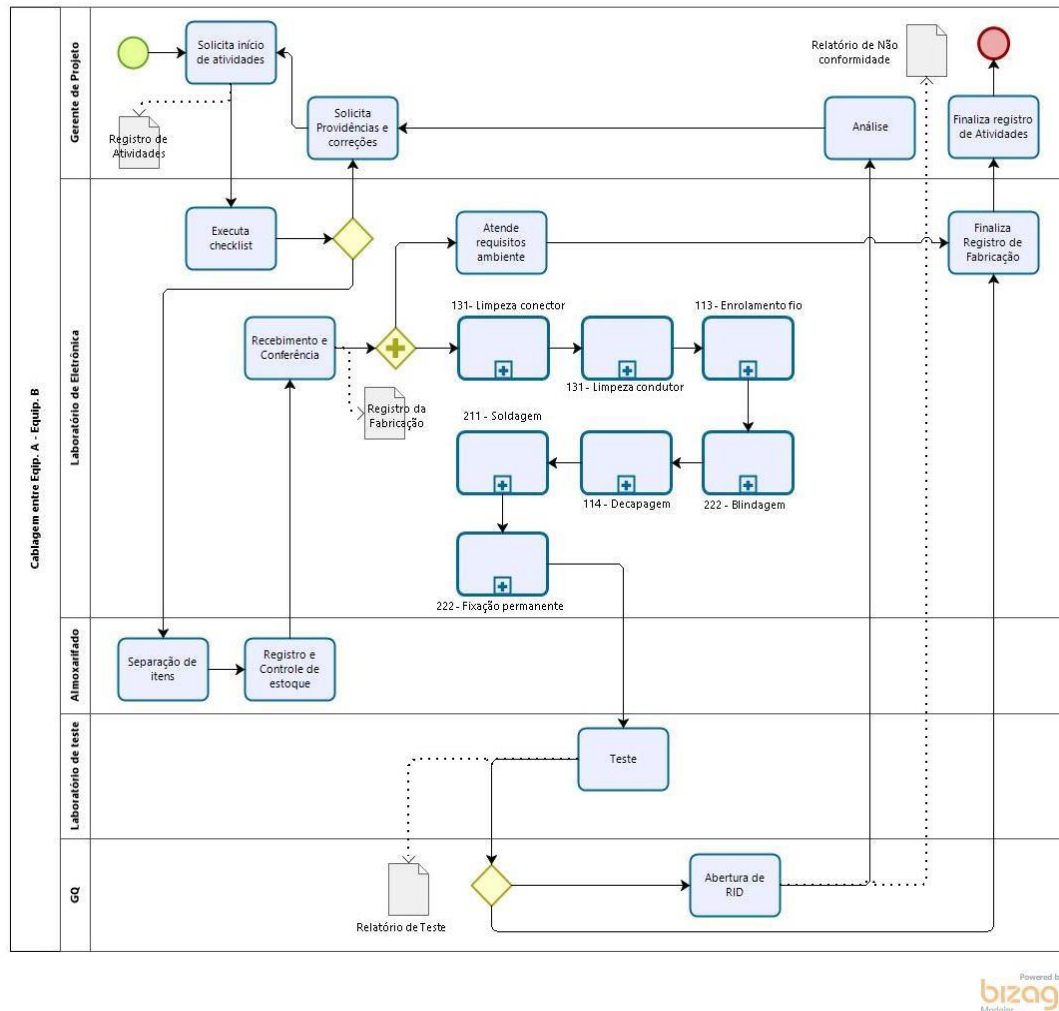 Cablagem entre Eqip. A - Equip. B
Gerente de Projeto
Solicita início
de atividades
Registro de
Atividades
Solicita
Providências e
correções
Análise
Relatório de Não
conformidade
Finaliza registro
de Atividades
Laboratório de Eletrônica
Executa
checklist
Atende
requisitos
ambiente
Finaliza
Registro de
Fabricação
Recebimento e
Conferência
Registro da
Fabricação
131- Limpeza conector
131- Limpeza condutor
113 - Enrolamento fio
211 - Soldagem
114 - Decapagem
222 - Blindagem
222 - Fixação permanente
Almoxarifado
Separação de
itens
Registro e
Controle de
estoque
Laboratório de teste
Teste
GQ
Relatório de Teste
Abertura de
RID
Powered by
bizagi
Modeler